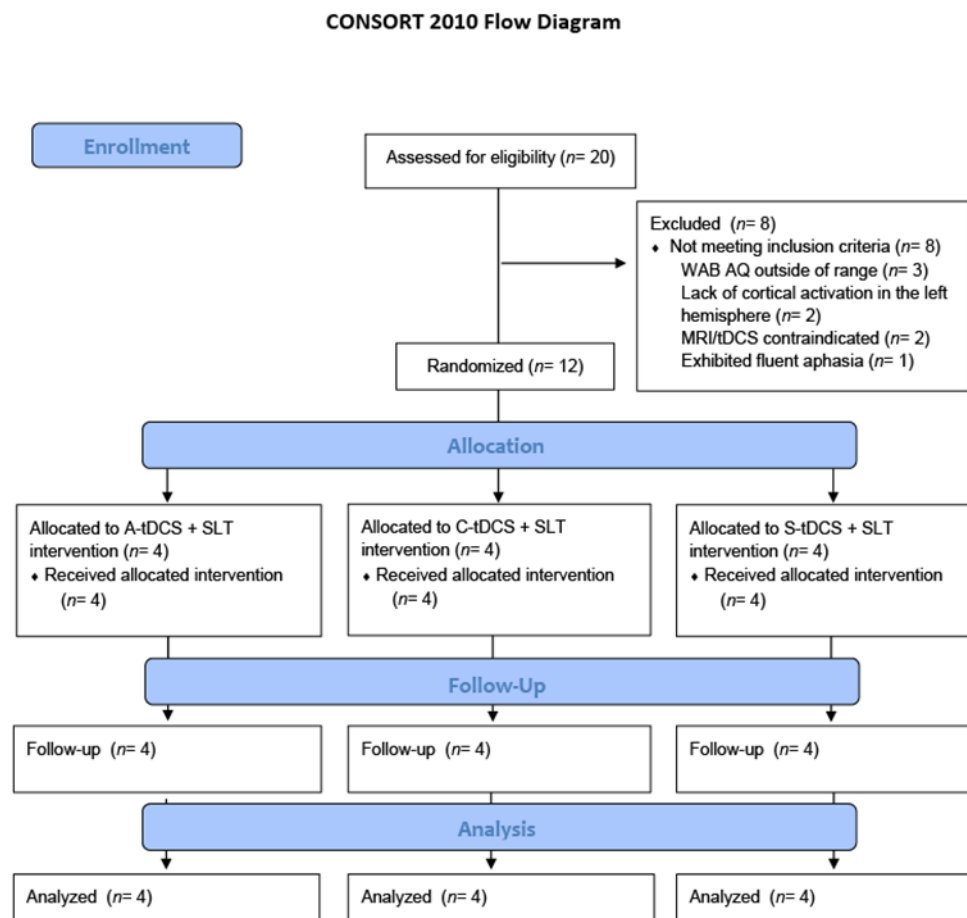 CONSORT 2010 Flow Diagram
Enrollment
Assessed for eligibility (n= 20)
Excluded (n= 8)
♦ Not meeting inclusion criteria (n= 8)
WAB AQ outside of range (n= 3)
Lack of cortical activation in the left
hemisphere (n= 2)
MRI/tDCS contraindicated (n= 2)
Exhibited fluent aphasia (n= 1)
Randomized (n= 12)
Allocation
Allocated to A-tDCS + SLT
intervention (n= 4)
♦ Received allocated intervention
(n= 4)
Allocated to C-tDCS + SLT
intervention (n= 4)
♦ Received allocated intervention
(n= 4)
Allocated to S-tDCS + SLT
intervention (n= 4)
♦ Received allocated intervention
(n= 4)
Follow-Up
Follow-up (n= 4)
Follow-up (n= 4)
Follow-up (n= 4)
Analysis
Analyzed (n= 4)
Analyzed (n= 4)
Analyzed (n= 4)